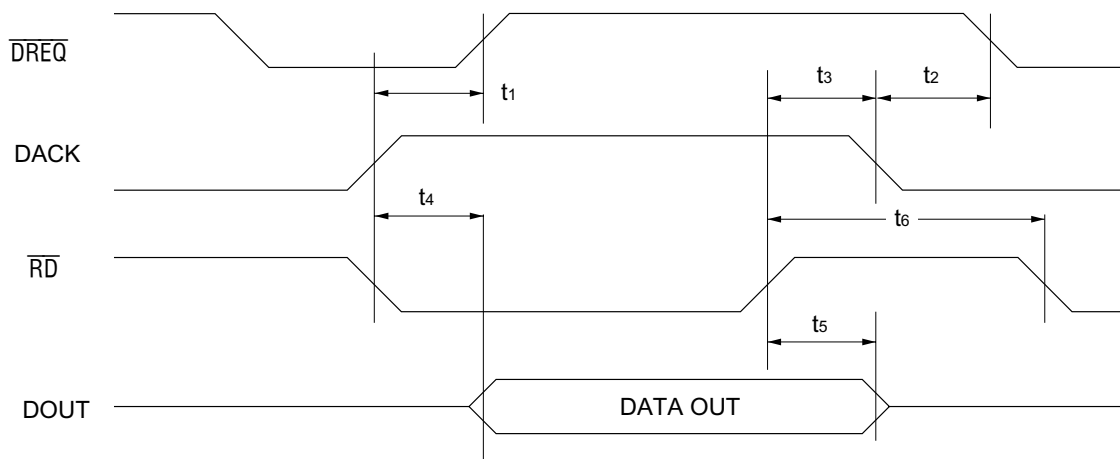 DREQ
t1
t3
t2
DACK
t4
t6
RD
t5
DOUT
DATA OUT